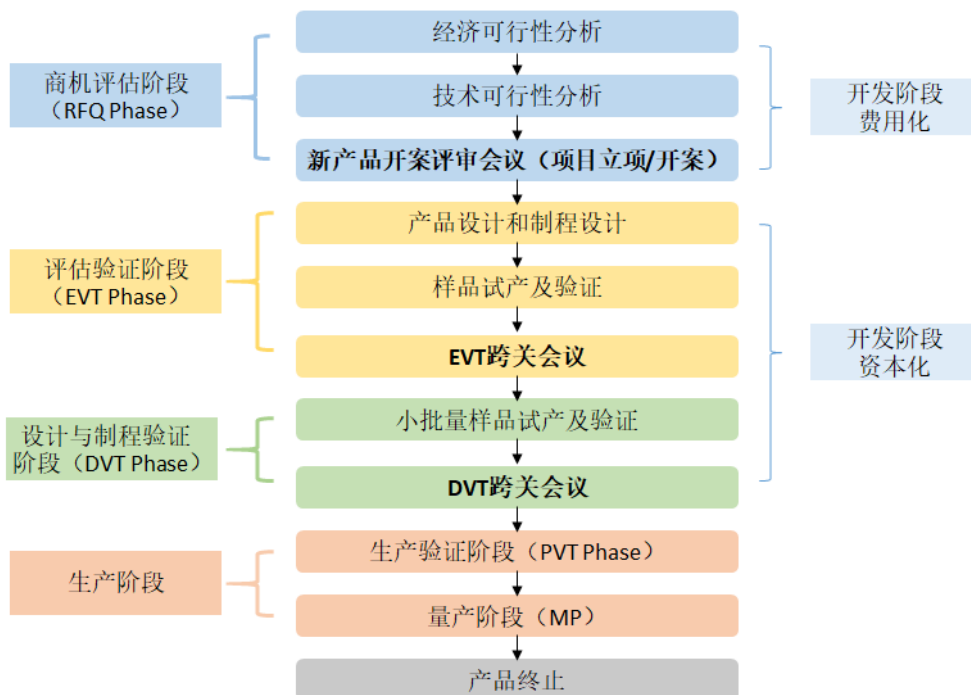 经济可行性分析
商机评估阶段
（RFQ Phase）
技术可行性分析
开发阶段
费用化
新产品开案评审会议（项目立项/开案）
产品设计和制程设计
评估验证阶段
（EVT Phase）
样品试产及验证
EVT跨关会议
开发阶段
资本化
小批量样品试产及验证
设计与制程验证
阶段（DVT Phase）
DVT跨关会议
生产验证阶段（PVT Phase）
生产阶段
量产阶段（MP）
产品终止